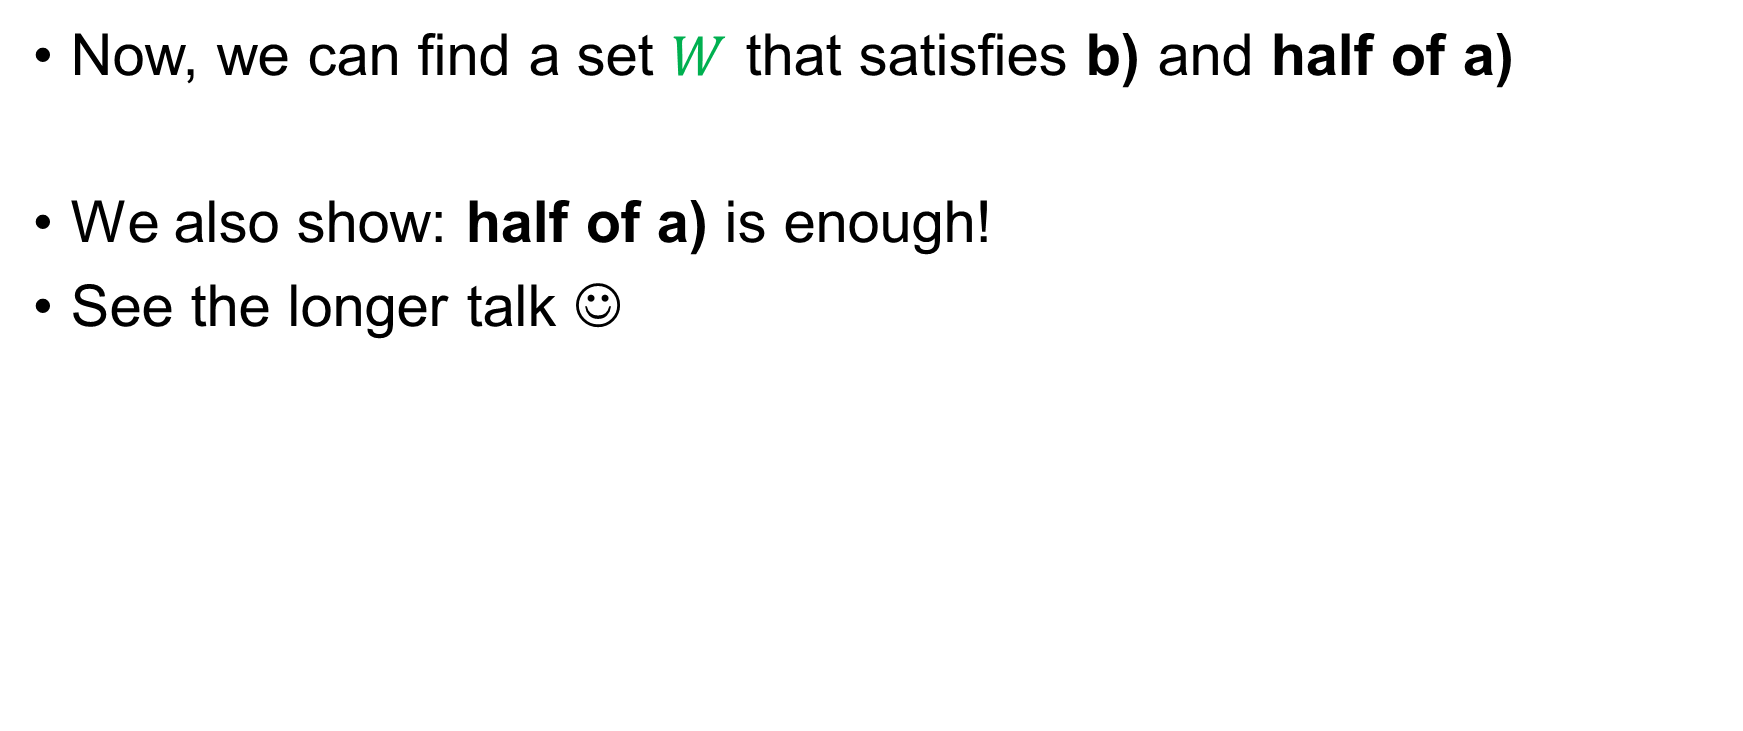 • Now, we can find a set W that satisfies b) and half of a)
• We also show: half of a) is enough!
• See the longer talk ☺